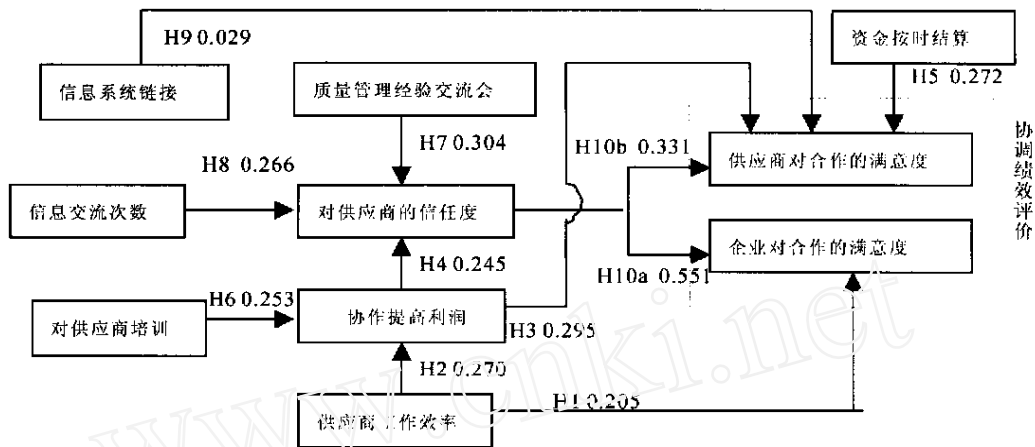 H9 0.029
资金按时结算
信息系统链接
质量管理经验交流会
H5 0.272
H7 0.304
H10b 0.331
供应商对合作的满意度
H8 0.266
信息交流次数
对供应商的信任度
企业对合作的满意度
H4 0.245
H10a 0.551
H6 0.253
对供应商培训
协作提高利润
H3 0.295
H2 0.270
供应商工作效率
H1 0.205
协调绩效评价
www.cnki.net